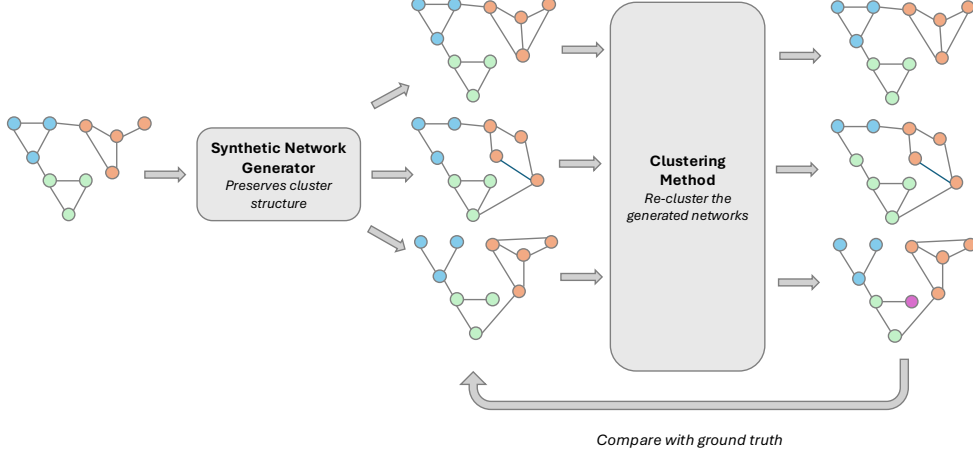 Synthetic Network
Generator
Preserves cluster
structure
Clustering
Method
Re-cluster the
generated networks
Compare with ground truth